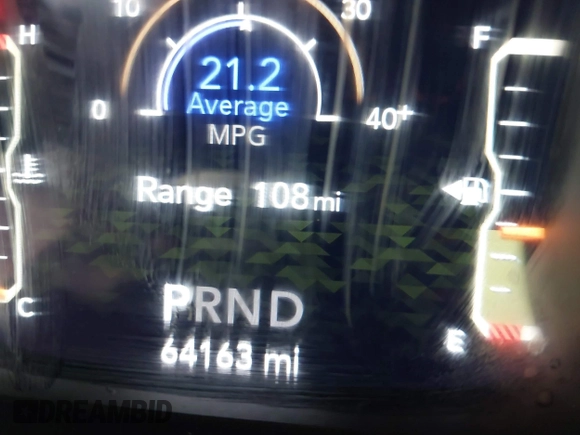 10 30
H F
21.2
Average
0 40+
MPG
Range 108 mi
PRND
C
64163 mi
E
DREAMBID